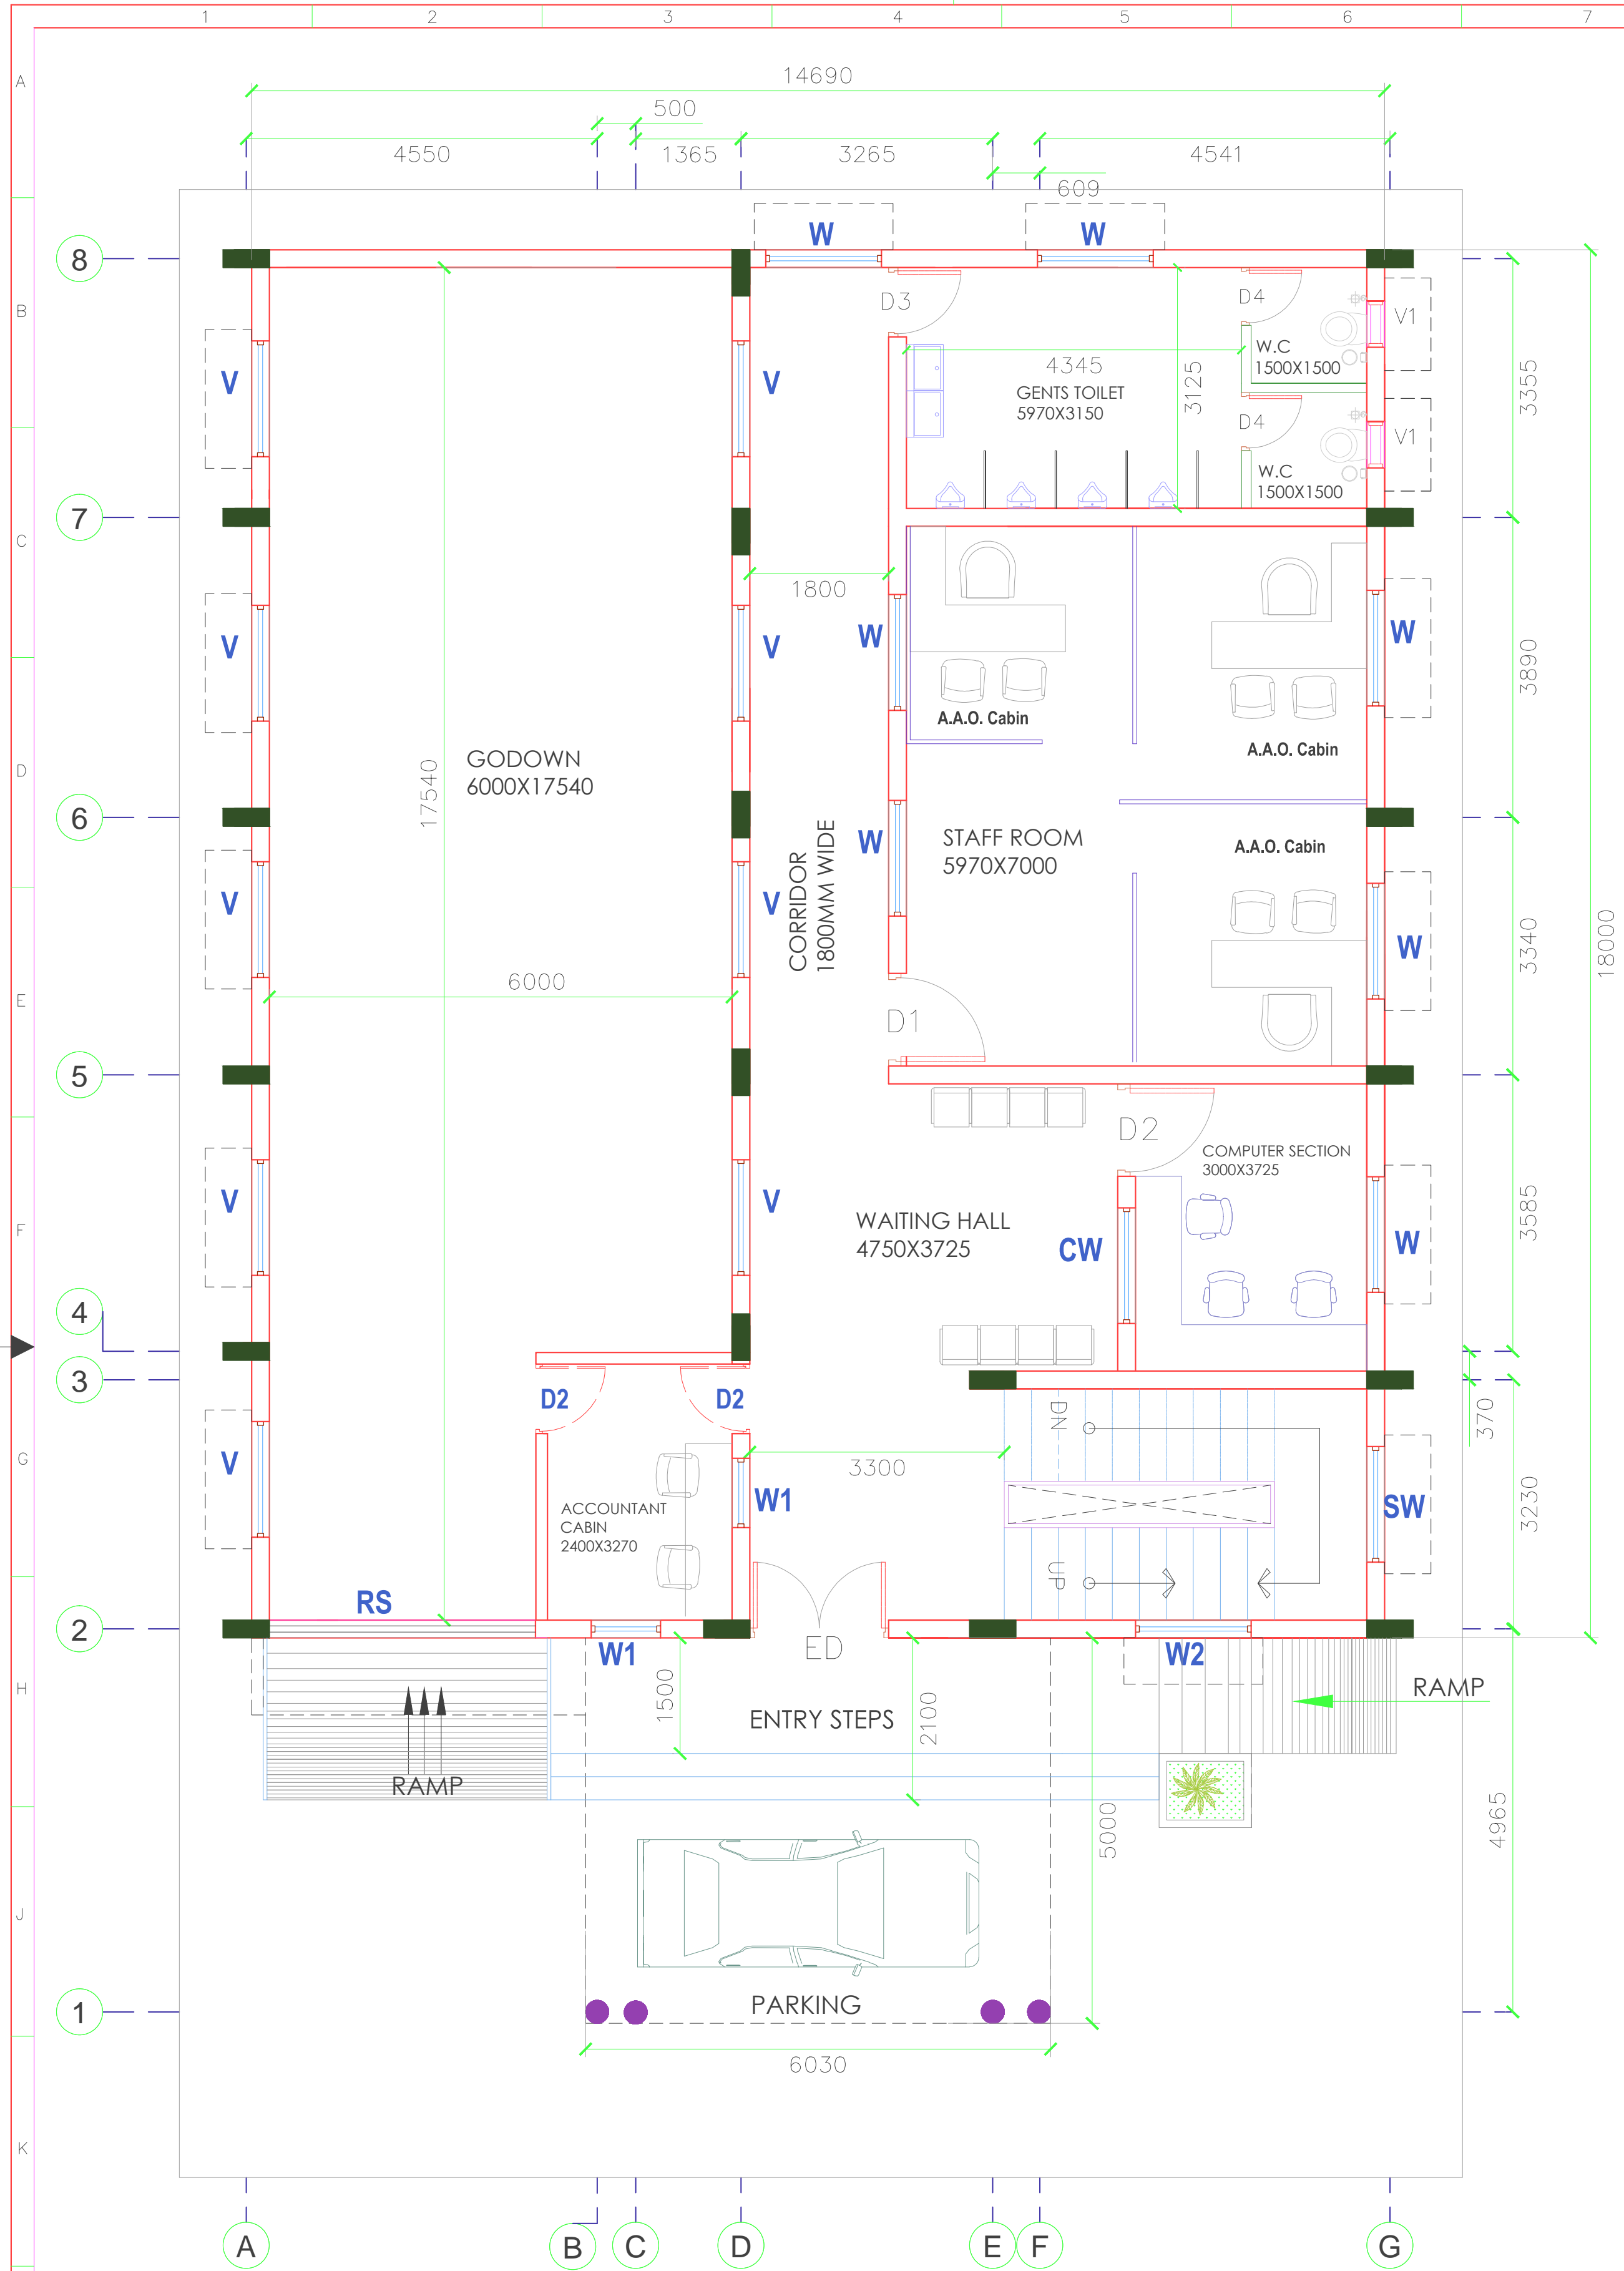 1 2 3 4 5 6 7
A
14690
500
4550 1365 3265 4541
609
W W
8
B
D3 D4
V1
W.C
1500X1500
4345
3125
3355
V V
GENTS TOILET
5970X3150
D4
V1
W.C
1500X1500
7
C
1800
V V W W
3890
A.A.O. Cabin
A.A.O. Cabin
D
GODOWN
6000X17540
17540
6
STAFF ROOM
5970X7000
W
A.A.O. Cabin
CORRIDOR
1800MM WIDE
V V
W
3340
18000
6000
E
D1
5
D2
COMPUTER SECTION
3000X3725
V V
WAITING HALL
4750X3725
CW
W
3585
F
4
3
D2 D2
DN
370
G
V
3300
W1
SW
3230
ACCOUNTANT
CABIN
2400X3270
UP
RS
2
W1
ED
W2
H
1500
2100
RAMP
ENTRY STEPS
RAMP
5000
4965
J
1
PARKING
6030
K
A B C D E F G